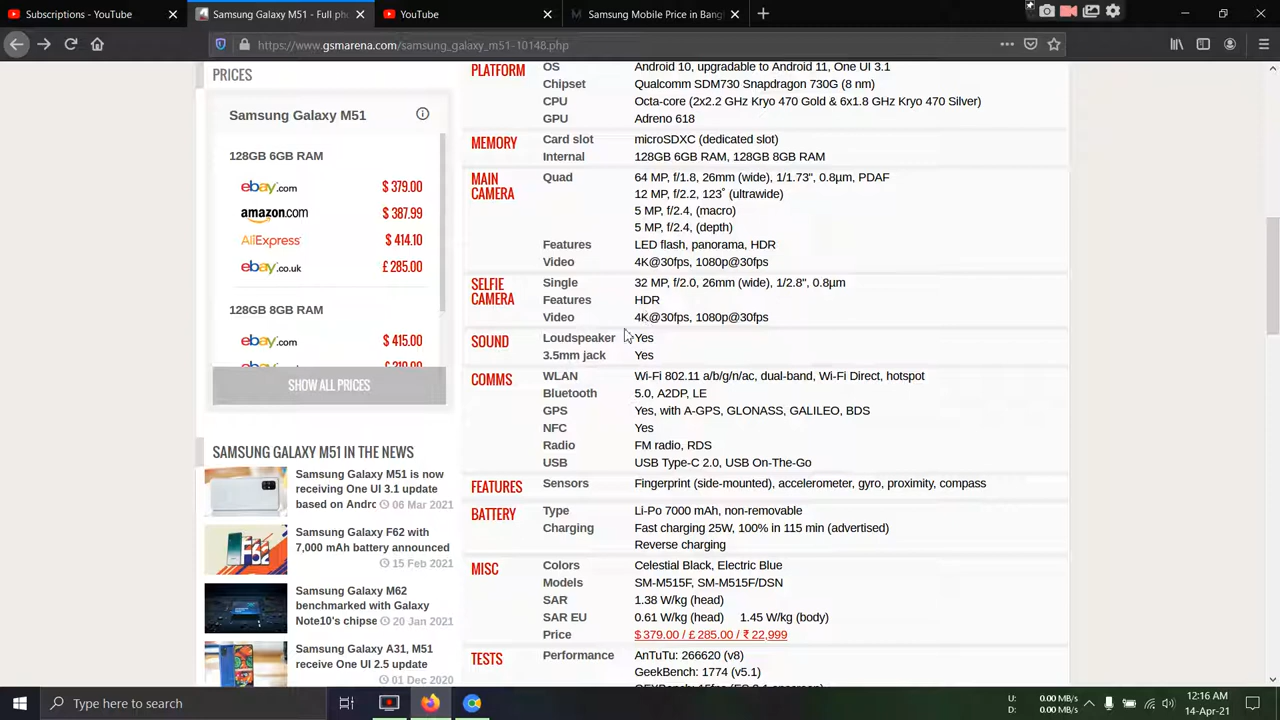 Subscriptions - YouTube
Samsung Galaxy M51 - Full pho
YouTube
Samsung Mobile Price in Bang
https://www.gsmarena.com/samsung_galaxy_m51-10148.php
PRICES
Samsung Galaxy M51
128GB 6GB RAM
ebay.com $ 379.00
amazon.com $ 387.99
AliExpress $ 414.10
ebay.co.uk £ 285.00
128GB 8GB RAM
ebay.com $ 415.00
SHOW ALL PRICES
SAMSUNG GALAXY M51 IN THE NEWS
Samsung Galaxy M51 is now
receiving One UI 3.1 update
based on Andrc 06 Mar 2021
Samsung Galaxy F62 with
7,000 mAh battery announced
15 Feb 2021
Samsung Galaxy M62
benchmarked with Galaxy
Note10's chipse 20 Jan 2021
Samsung Galaxy A31, M51
receive One UI 2.5 update
01 Dec 2020
PLATFORM OS Android 10, upgradable to Android 11, One UI 3.1
Chipset Qualcomm SDM730 Snapdragon 730G (8 nm)
CPU Octa-core (2x2.2 GHz Kryo 470 Gold & 6x1.8 GHz Kryo 470 Silver)
GPU Adreno 618
MEMORY Card slot microSDXC (dedicated slot)
Internal 128GB 6GB RAM, 128GB 8GB RAM
MAIN CAMERA Quad 64 MP, f/1.8, 26mm (wide), 1/1.73", 0.8µm, PDAF
12 MP, f/2.2, 123˚ (ultrawide)
5 MP, f/2.4, (macro)
5 MP, f/2.4, (depth)
Features LED flash, panorama, HDR
Video 4K@30fps, 1080p@30fps
SELFIE CAMERA Single 32 MP, f/2.0, 26mm (wide), 1/2.8", 0.8µm
Features HDR
Video 4K@30fps, 1080p@30fps
SOUND Loudspeaker Yes
3.5mm jack Yes
COMMS WLAN Wi-Fi 802.11 a/b/g/n/ac, dual-band, Wi-Fi Direct, hotspot
Bluetooth 5.0, A2DP, LE
GPS Yes, with A-GPS, GLONASS, GALILEO, BDS
NFC Yes
Radio FM radio, RDS
USB USB Type-C 2.0, USB On-The-Go
FEATURES Sensors Fingerprint (side-mounted), accelerometer, gyro, proximity, compass
BATTERY Type Li-Po 7000 mAh, non-removable
Charging Fast charging 25W, 100% in 115 min (advertised)
Reverse charging
MISC Colors Celestial Black, Electric Blue
Models SM-M515F, SM-M515F/DSN
SAR 1.38 W/kg (head)
SAR EU 0.61 W/kg (head) 1.45 W/kg (body)
Price $ 379.00 / £ 285.00 / ₹ 22,999
TESTS Performance AnTuTu: 266620 (v8)
GeekBench: 1774 (v5.1)
Type here to search
U: 0.00 MB/s
D: 0.00 MB/s
12:16 AM
14-Apr-21